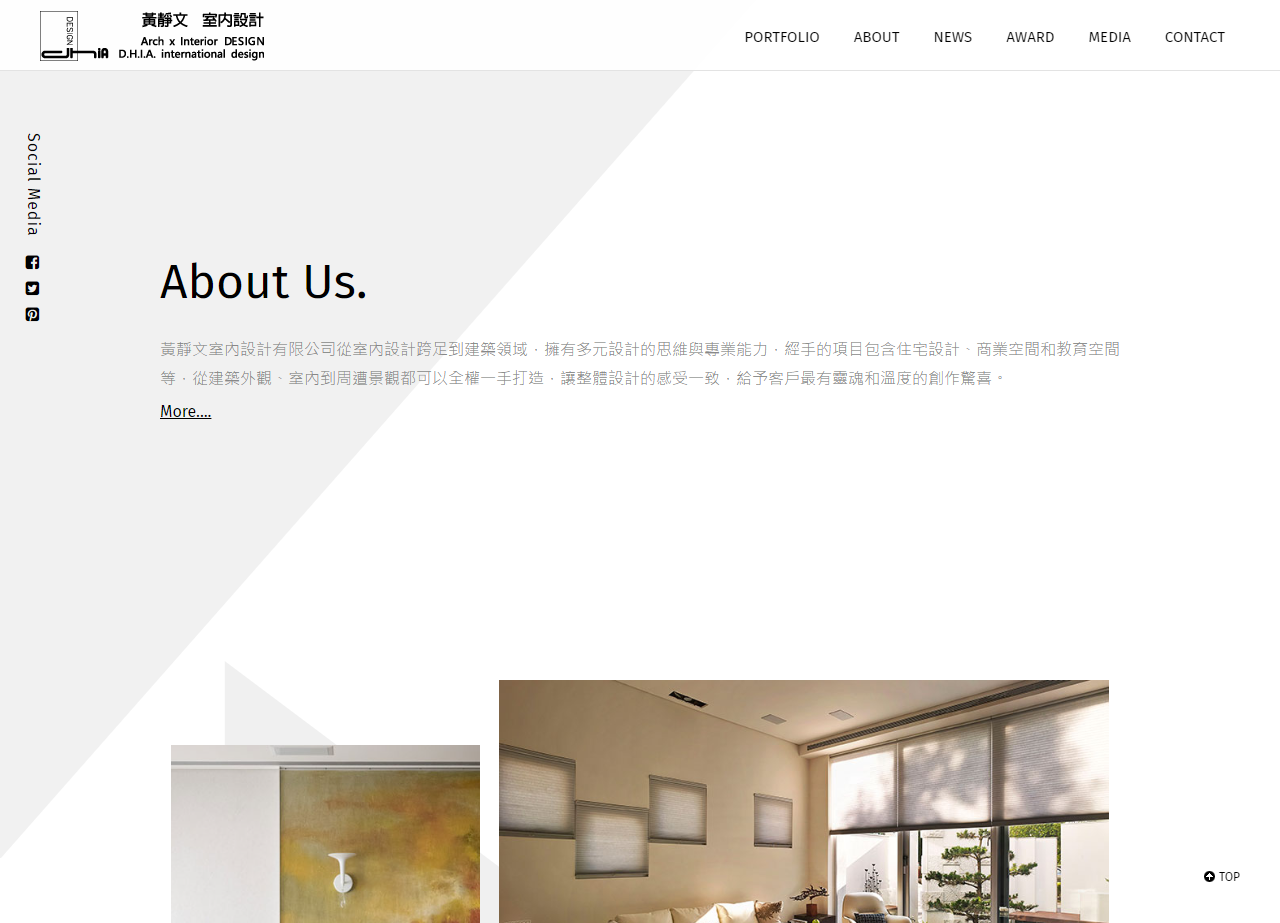 DESIGN
dhiA
黃靜文 室内設計
Arch x Interior DESIGN
D.H.I.A. international design
PORTFOLIO ABOUT NEWS AWARD MEDIA CONTACT
Social Media
About Us.
黃靜文室內設計有限公司從室內設計跨足到建築領域，擁有多元設計的思維與專業能力，經手的項目包含住宅設計、商業空間和教育空間
等，從建築外觀、室內到周遭景觀都可以全權一手打造，讓整體設計的感受一致，給予客戶最有靈魂和溫度的創作驚喜。
More....
TOP